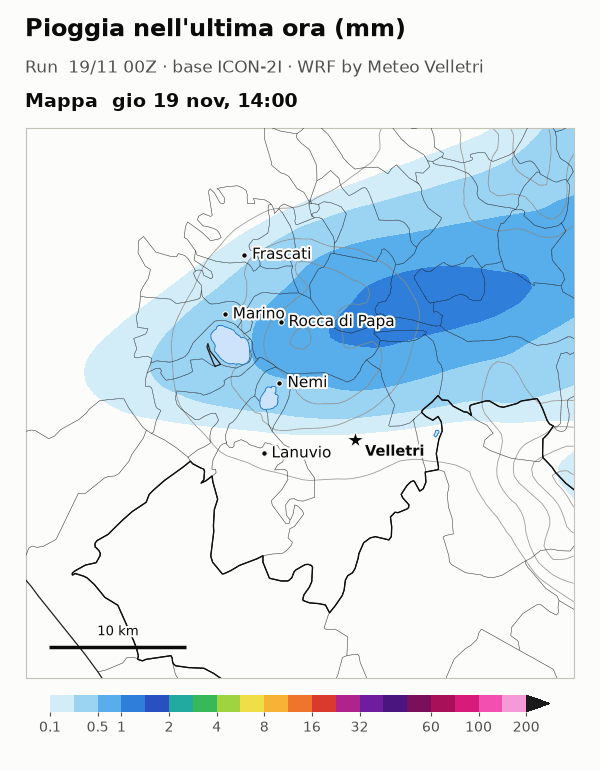 Pioggia nell'ultima ora (mm)
Run  19/11 00Z · base ICON-2I · WRF by Meteo Velletri
Mappa  gio 19 nov, 14:00
Frascati
Marino
Rocca di Papa
Nemi
Velletri
Lanuvio
10 km
0.1 0.5 1 2 4 8 16 32 60 100 200